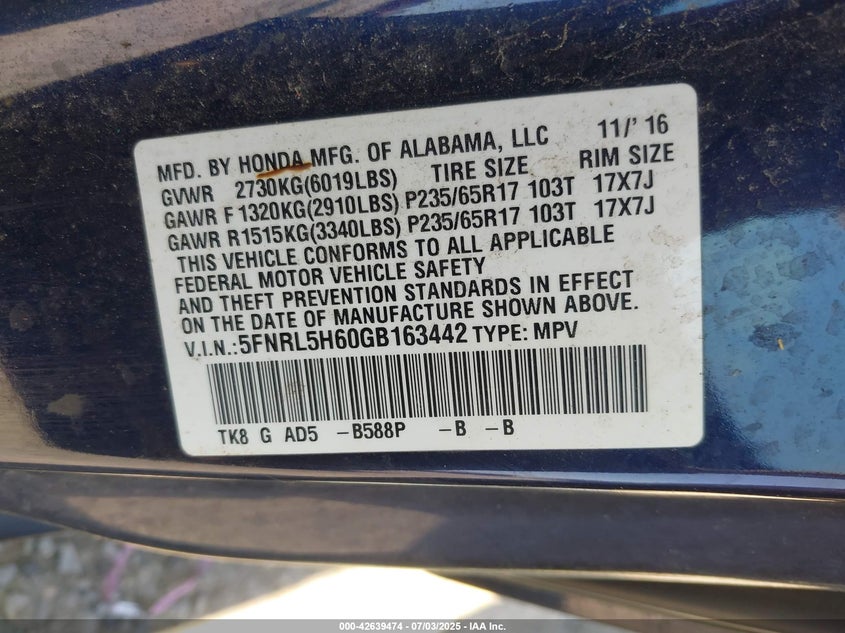 MFD. BY HONDA MFG. OF ALABAMA, LLC 11/' 16
GVWR 2730KG(6019LBS) TIRE SIZE RIM SIZE
GAWR F 1320KG(2910LBS) P235/65R17 103T 17X7J
GAWR R1515KG(3340LBS) P235/65R17 103T 17X7J
THIS VEHICLE CONFORMS TO ALL APPLICABLE
FEDERAL MOTOR VEHICLE SAFETY
AND THEFT PREVENTION STANDARDS IN EFFECT
ON THE DATE OF MANUFACTURE SHOWN ABOVE.
V.I.N.:5FNRL5H60GB163442 TYPE: MPV
TK8 G AD5 -B588P -B -B
000-42639474 | 07/03/2025 - IAA Inc.